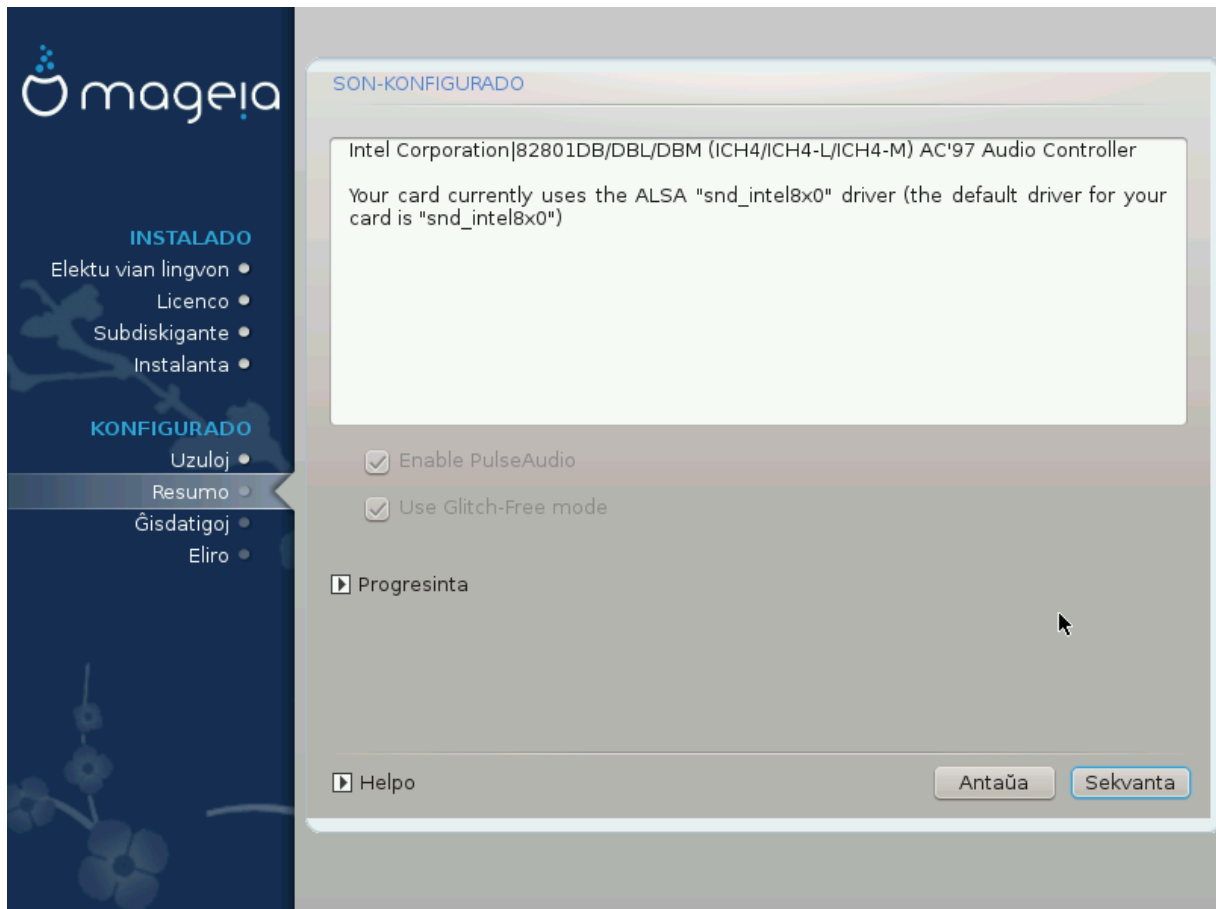 mageia
INSTALADO
Elektu vian lingvon
Licenco
Subdiskigante
Instalanta
KONFIGURADO
Uzuloj
Resumo
Ĝisdatigoj
Eliro
SON-KONFIGURADO
Intel Corporation|82801DB/DBL/DBM (ICH4/ICH4-L/ICH4-M) AC'97 Audio Controller
Your card currently uses the ALSA "snd_intel8x0" driver (the default driver for your
card is "snd_intel8x0")
Enable PulseAudio
Use Glitch-Free mode
Progresinta
Helpo
Antaŭa
Sekvanta